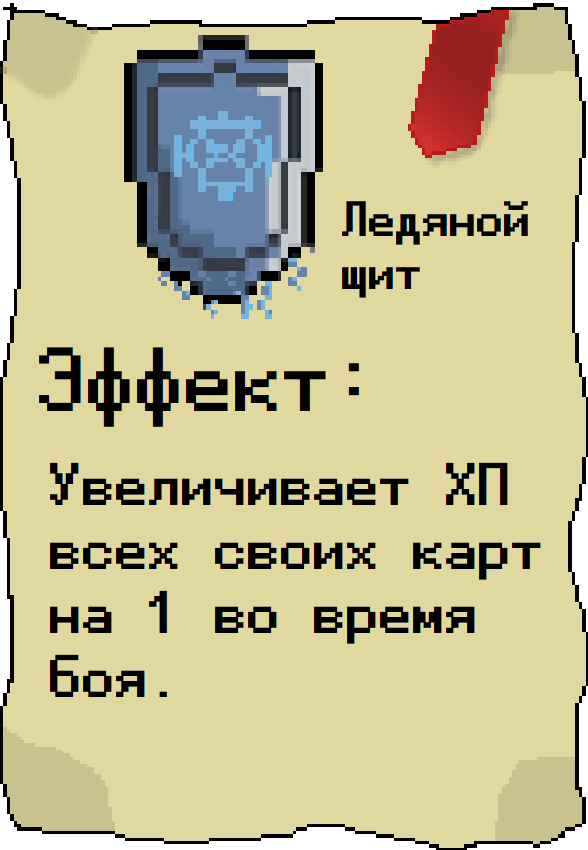 Ледяной
щит
Эффект:
Увеличивает ХП
всех своих карт
на 1 во время
боя.